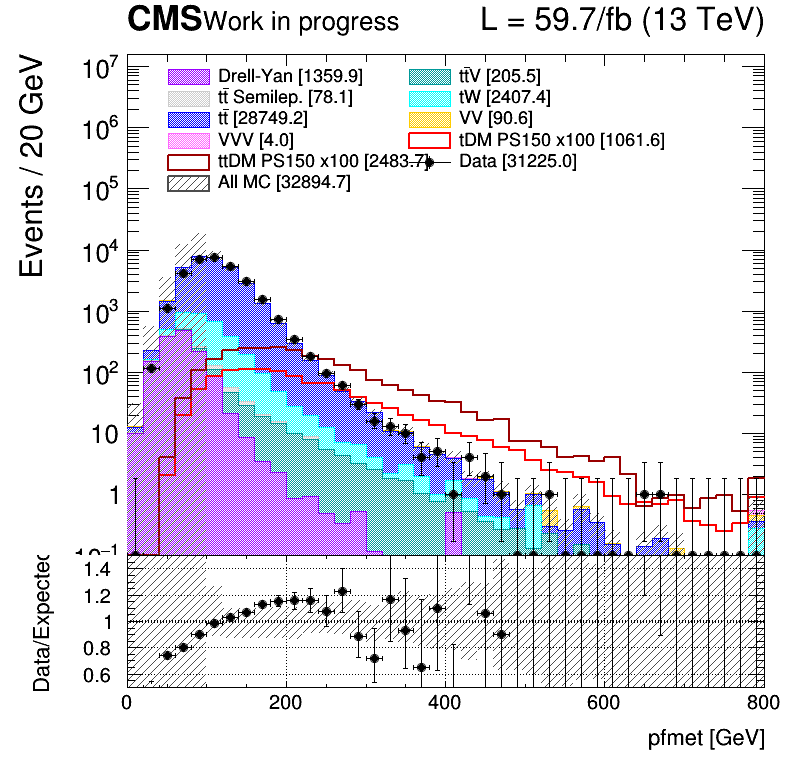 CMS Work in progress L = 59.7/fb (13 TeV)
Events / 20 GeV
10⁷
10⁶
10⁵
10⁴
10³
10²
10
1
10⁻¹
Drell-Yan [1359.9]
tt̄V [205.5]
tt̄ Semilep. [78.1]
tW [2407.4]
tt̄ [28749.2]
VV [90.6]
VVV [4.0]
tDM PS150 x100 [1061.6]
ttDM PS150 x100 [2483.7]
Data [31225.0]
All MC [32894.7]
Data/Expected
1.4
1.2
1
0.8
0.6
0 200 400 600 800
pfmet [GeV]